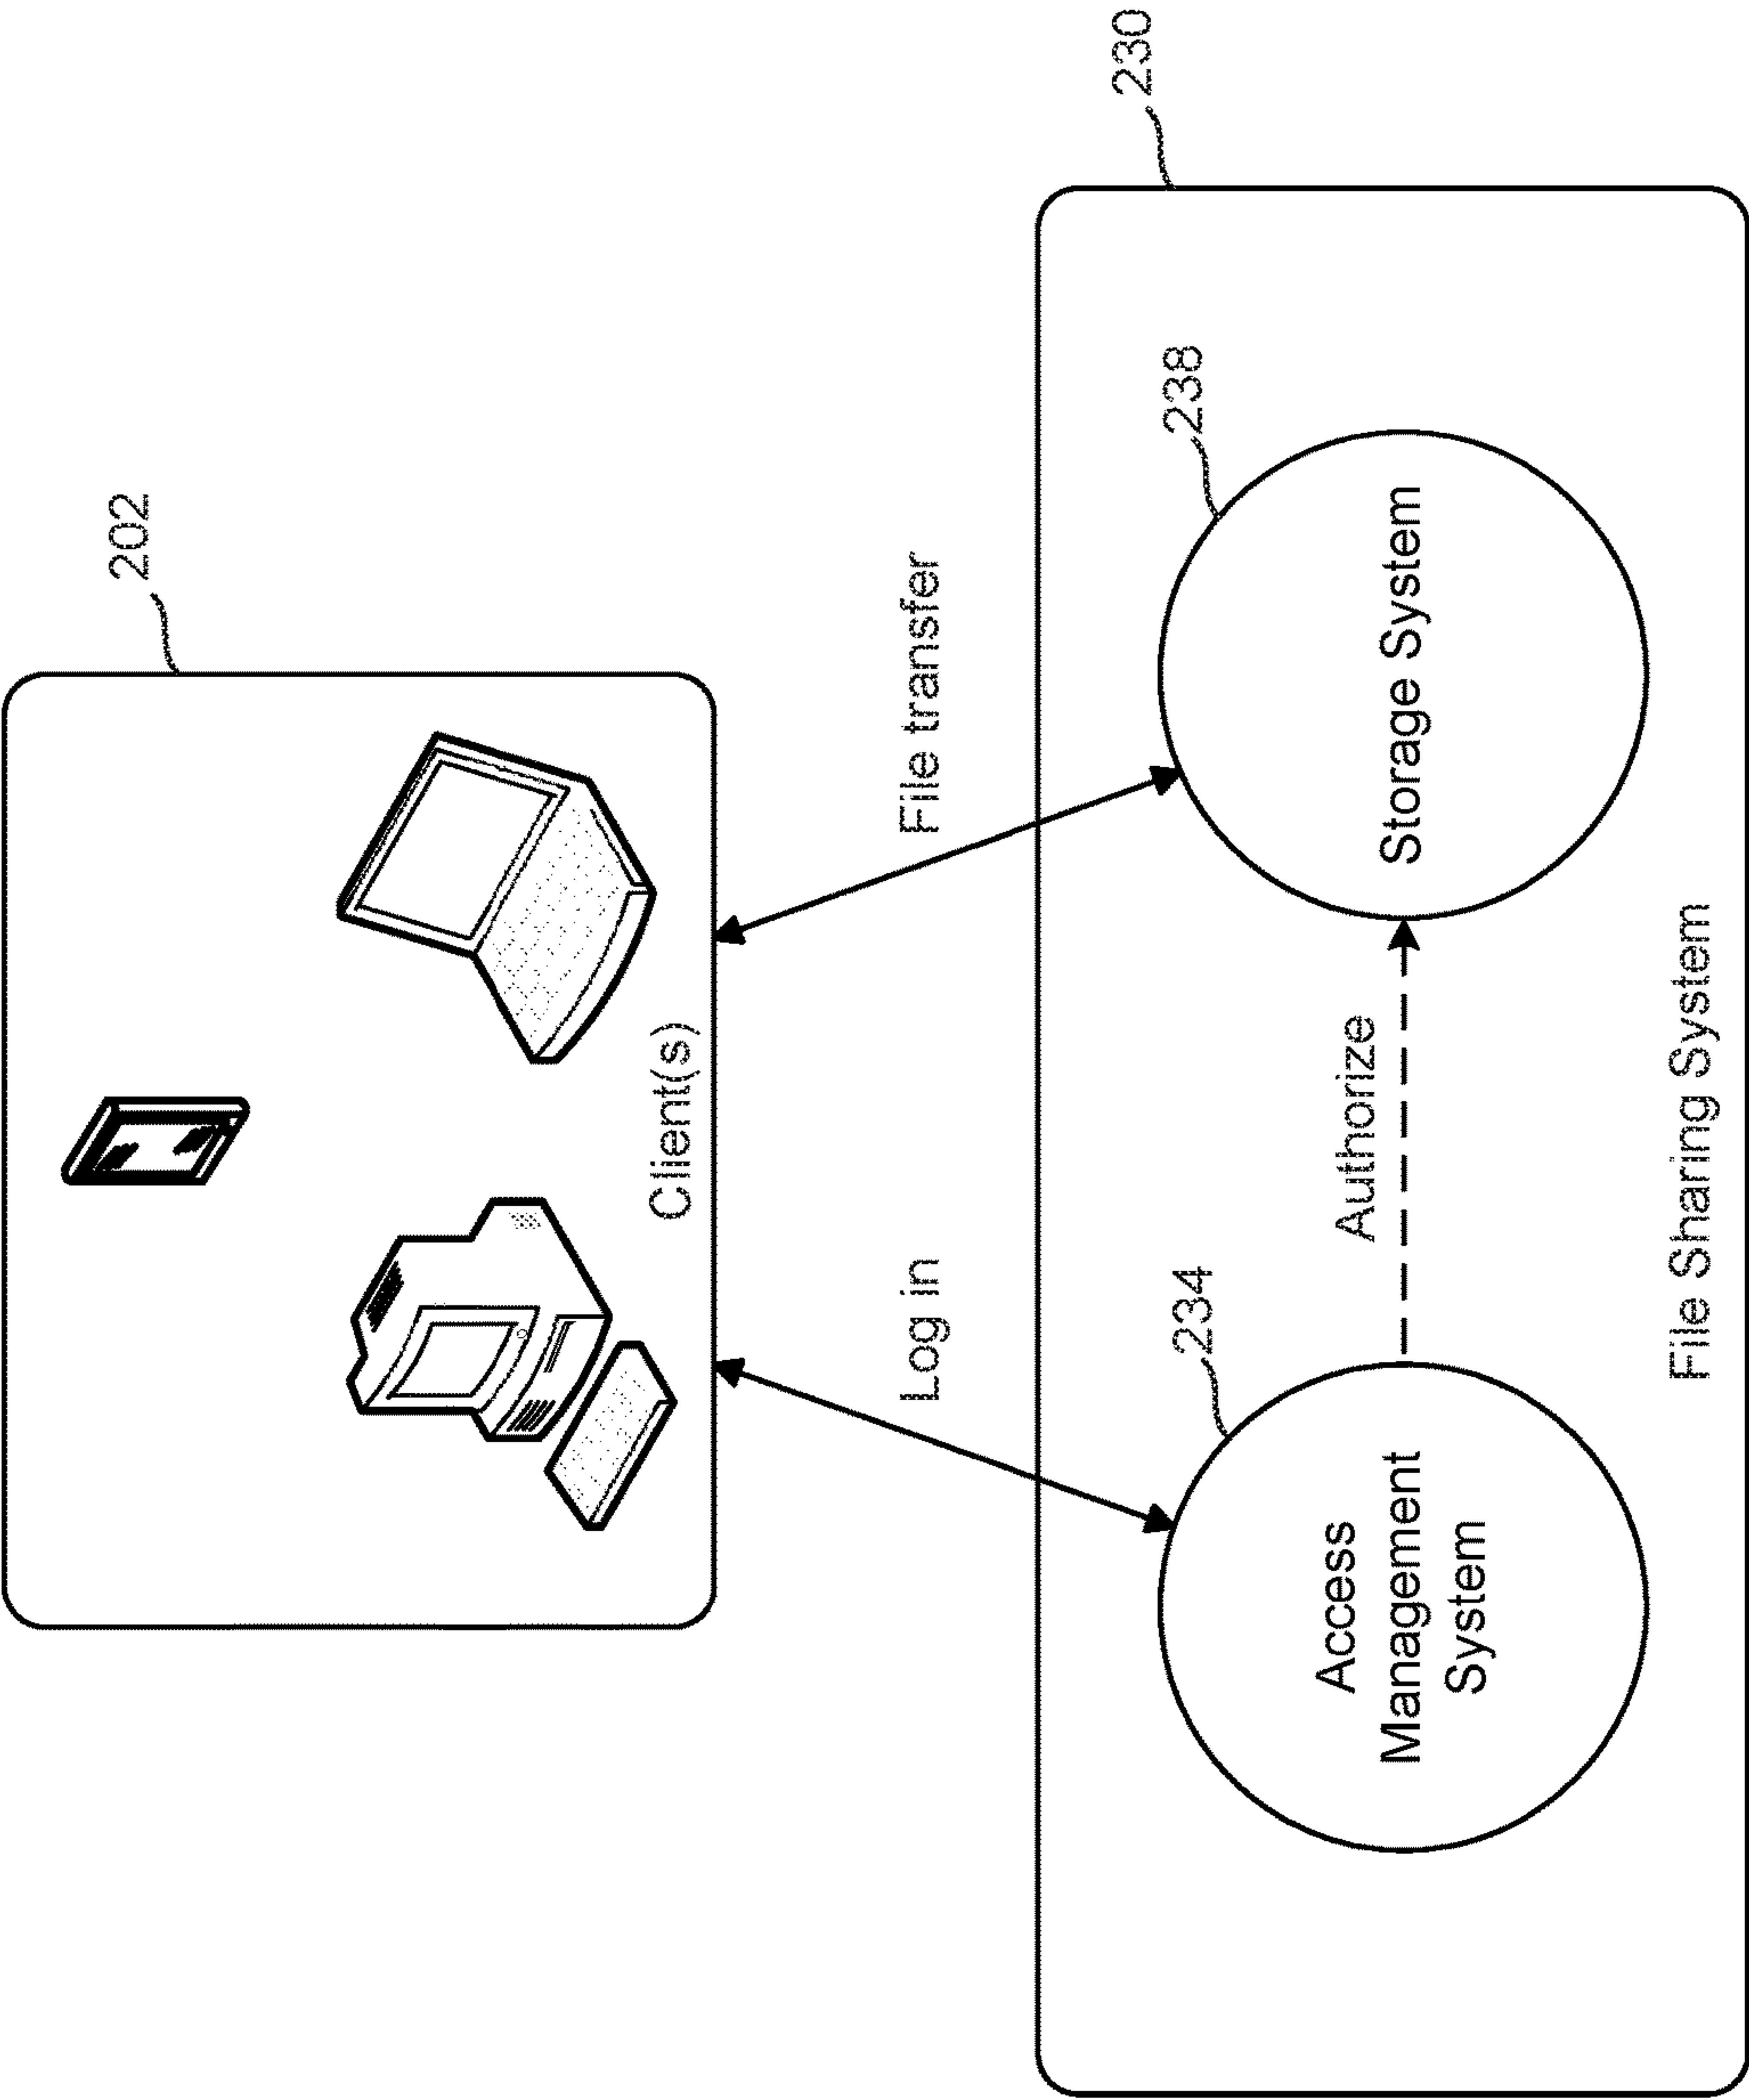 202
Client(s)
Log in
File transfer
230
234
238
Access
Management
System
Authorize
Storage System
File Sharing System